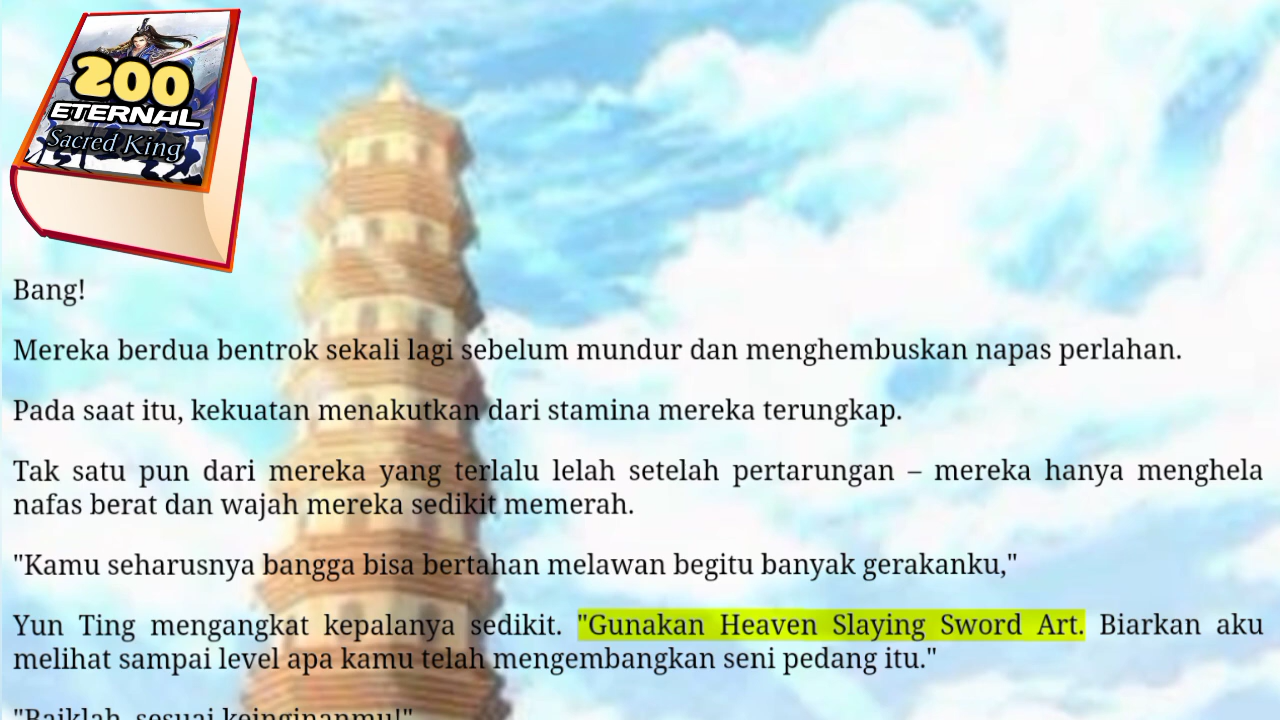 200
ETERNAL
Sacred King
Bang!
Mereka berdua bentrok sekali lagi sebelum mundur dan menghembuskan napas perlahan.
Pada saat itu, kekuatan menakutkan dari stamina mereka terungkap.
Tak satu pun dari mereka yang terlalu lelah setelah pertarungan – mereka hanya menghela
nafas berat dan wajah mereka sedikit memerah.
"Kamu seharusnya bangga bisa bertahan melawan begitu banyak gerakanku,"
Yun Ting mengangkat kepalanya sedikit. "Gunakan Heaven Slaying Sword Art. Biarkan aku
melihat sampai level apa kamu telah mengembangkan seni pedang itu."
"Baiklah, sesuai keinginanmu!"